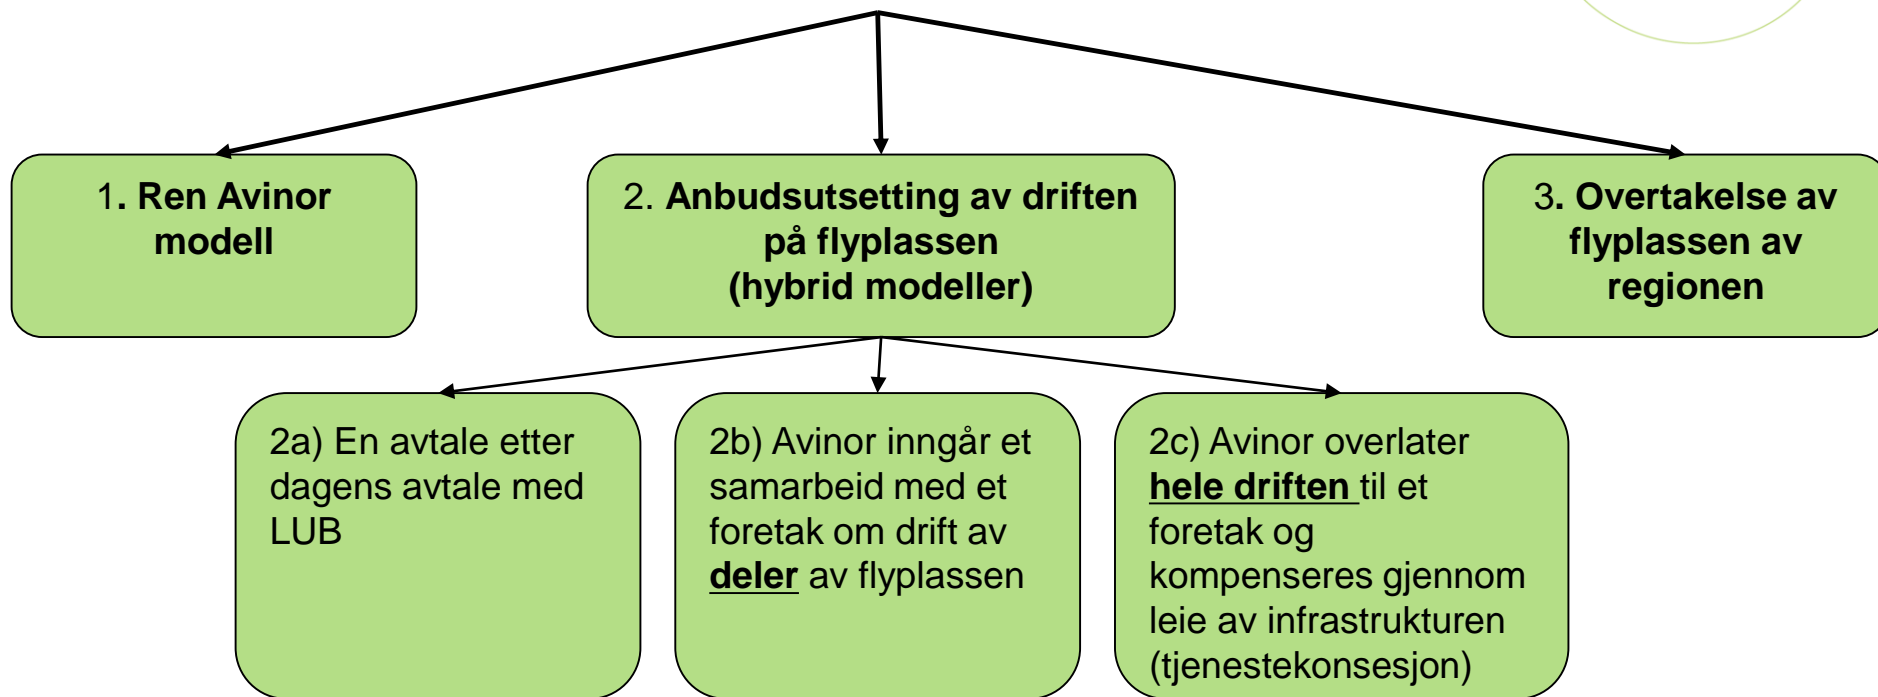 1. Ren Avinor
modell
2. Anbudsutsetting av driften
på flyplassen
(hybrid modeller)
3. Overtakelse av
flyplassen av
regionen
2a) En avtale etter
dagens avtale med
LUB
2b) Avinor inngår et
samarbeid med et
foretak om drift av
deler av flyplassen
2c) Avinor overlater
hele driften til et
foretak og
kompenseres gjennom
leie av infrastrukturen
(tjenestekonsesjon)